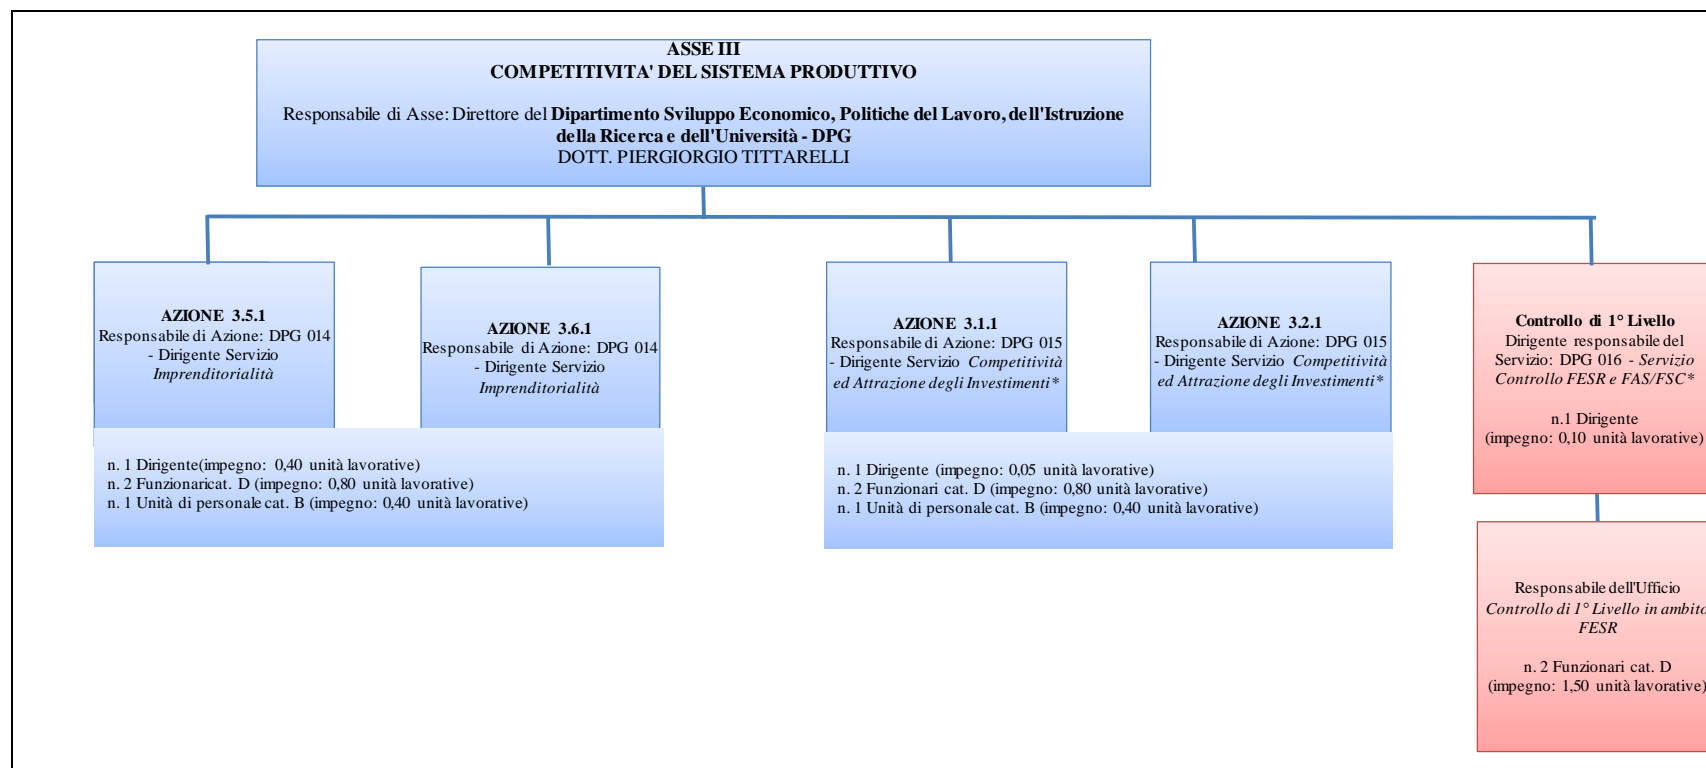 ASSE III
COMPETITIVITA' DEL SISTEMA PRODUTTIVO
Responsabile di Asse: Direttore del Dipartimento Sviluppo Economico, Politiche del Lavoro, dell'Istruzione
della Ricerca e dell'Università - DPG
DOTT. PIERGIORGIO TITTARELLI
AZIONE 3.5.1
Responsabile di Azione: DPG 014
- Dirigente Servizio
Imprenditorialità
AZIONE 3.6.1
Responsabile di Azione: DPG 014
- Dirigente Servizio
Imprenditorialità
n. 1 Dirigente(impegno: 0,40 unità lavorative)
n. 2 Funzionaricat. D (impegno: 0,80 unità lavorative)
n. 1 Unità di personale cat. B (impegno: 0,40 unità lavorative)
AZIONE 3.1.1
Responsabile di Azione: DPG 015
- Dirigente Servizio Competitività
ed Attrazione degli Investimenti*
AZIONE 3.2.1
Responsabile di Azione: DPG 015
- Dirigente Servizio Competitività
ed Attrazione degli Investimenti*
n. 1 Dirigente (impegno: 0,05 unità lavorative)
n. 2 Funzionari cat. D (impegno: 0,80 unità lavorative)
n. 1 Unità di personale cat. B (impegno: 0,40 unità lavorative)
Controllo di 1° Livello
Dirigente responsabile del
Servizio: DPG 016 - Servizio
Controllo FESR e FAS/FSC*
n.1 Dirigente
(impegno: 0,10 unità lavorative)
Responsabile dell'Ufficio
Controllo di 1° Livello in ambito
FESR
n. 2 Funzionari cat. D
(impegno: 1,50 unità lavorative)